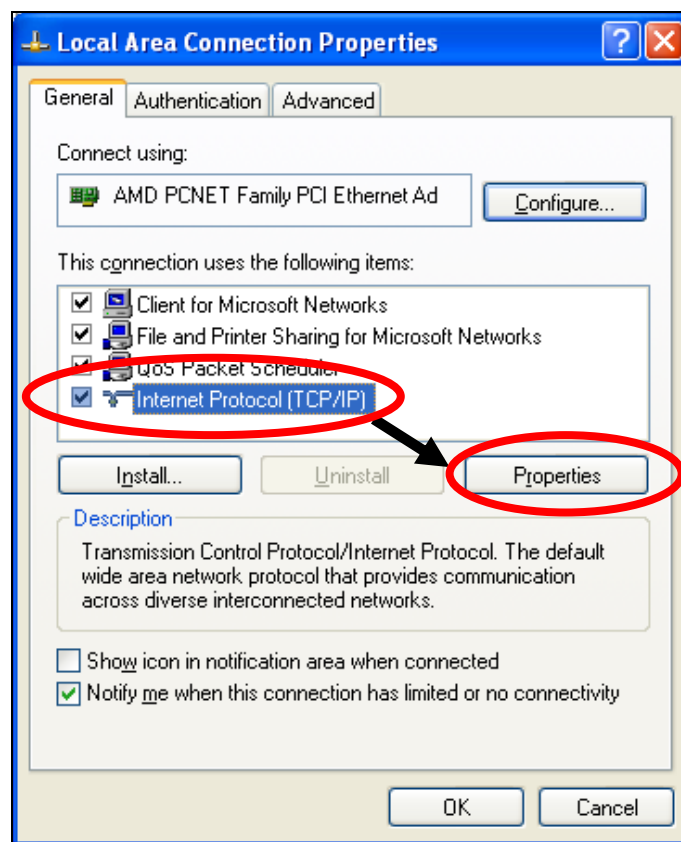 Local Area Connection Properties
General Authentication Advanced
Connect using:
AMD PCNET Family PCI Ethernet Ad Configure...
This connection uses the following items:
Client for Microsoft Networks
File and Printer Sharing for Microsoft Networks
QoS Packet Scheduler
Internet Protocol (TCP/IP)
Install... Uninstall Properties
Description
Transmission Control Protocol/Internet Protocol. The default
wide area network protocol that provides communication
across diverse interconnected networks.
Show icon in notification area when connected
Notify me when this connection has limited or no connectivity
OK Cancel